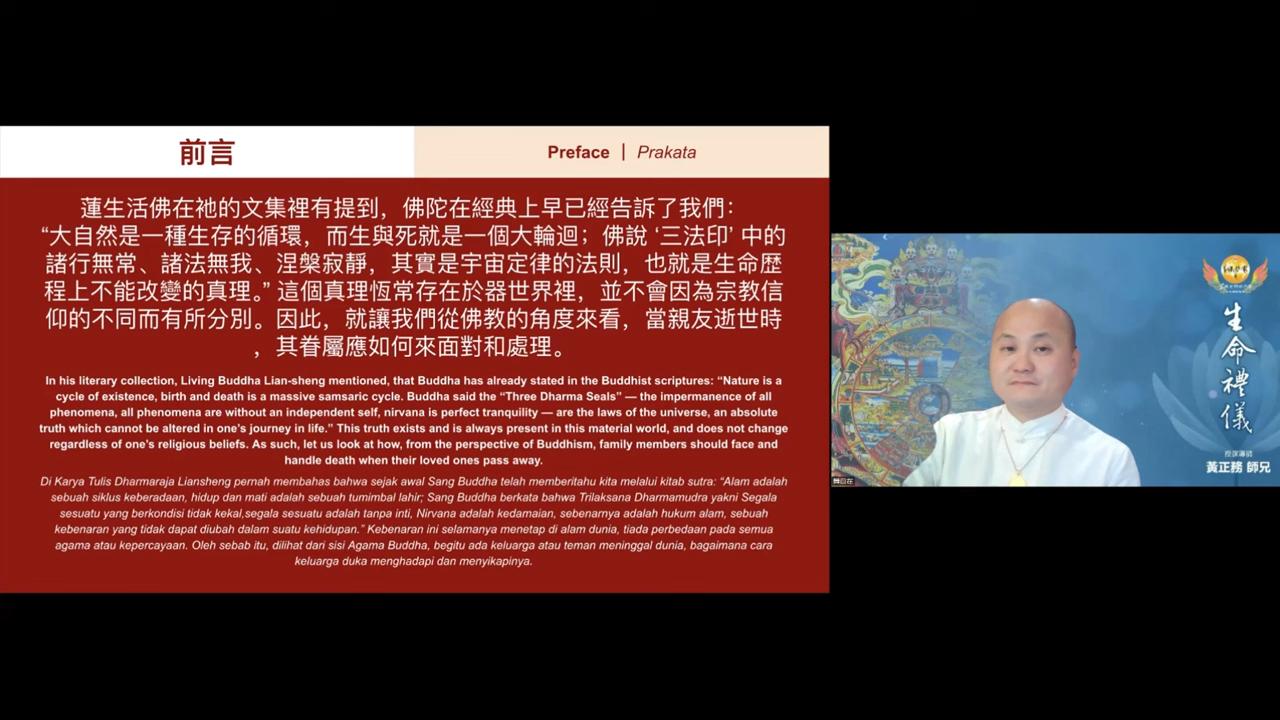 前言
Preface | Prakata
蓮生活佛在祂的文集裡有提到，佛陀在經典上早已經告訴了我們：
“大自然是一種生存的循環，而生與死就是一個大輪迴；佛說 ‘三法印’ 中的
諸行無常、諸法無我、涅槃寂靜，其實是宇宙定律的法則，也就是生命歷
程上不能改變的真理。” 這個真理恆常存在於器世界裡，並不會因為宗教信
仰的不同而有所分別。因此，就讓我們從佛教的角度來看，當親友逝世時
，其眷屬應如何來面對和處理。
In his literary collection, Living Buddha Lian-sheng mentioned, that Buddha has already stated in the Buddhist scriptures: “Nature is a
cycle of existence, birth and death is a massive samsaric cycle. Buddha said the “Three Dharma Seals” — the impermanence of all
phenomena, all phenomena are without an independent self, nirvana is perfect tranquility — are the laws of the universe, an absolute
truth which cannot be altered in one’s journey in life.” This truth exists and is always present in this material world, and does not change
regardless of one’s religious beliefs. As such, let us look at how, from the perspective of Buddhism, family members should face and
handle death when their loved ones pass away.
Di Karya Tulis Dharmaraja Liansheng pernah membahas bahwa sejak awal Sang Buddha telah memberitahu kita melalui kitab sutra: “Alam adalah
sebuah siklus keberadaan, hidup dan mati adalah sebuah tumimbal lahir; Sang Buddha berkata bahwa Trilaksana Dharmamudra yakni Segala
sesuatu yang berkondisi tidak kekal,segala sesuatu adalah tanpa inti, Nirvana adalah kedamaian, sebenarnya adalah hukum alam, sebuah
kebenaran yang tidak dapat diubah dalam suatu kehidupan.” Kebenaran ini selamanya menetap di alam dunia, tiada perbedaan pada semua
agama atau kepercayaan. Oleh sebab itu, dilihat dari sisi Agama Buddha, begitu ada keluarga atau teman meninggal dunia, bagaimana cara
keluarga duka menghadapi dan menyikapinya.
生命禮儀
授課講師
黃正務 師兄